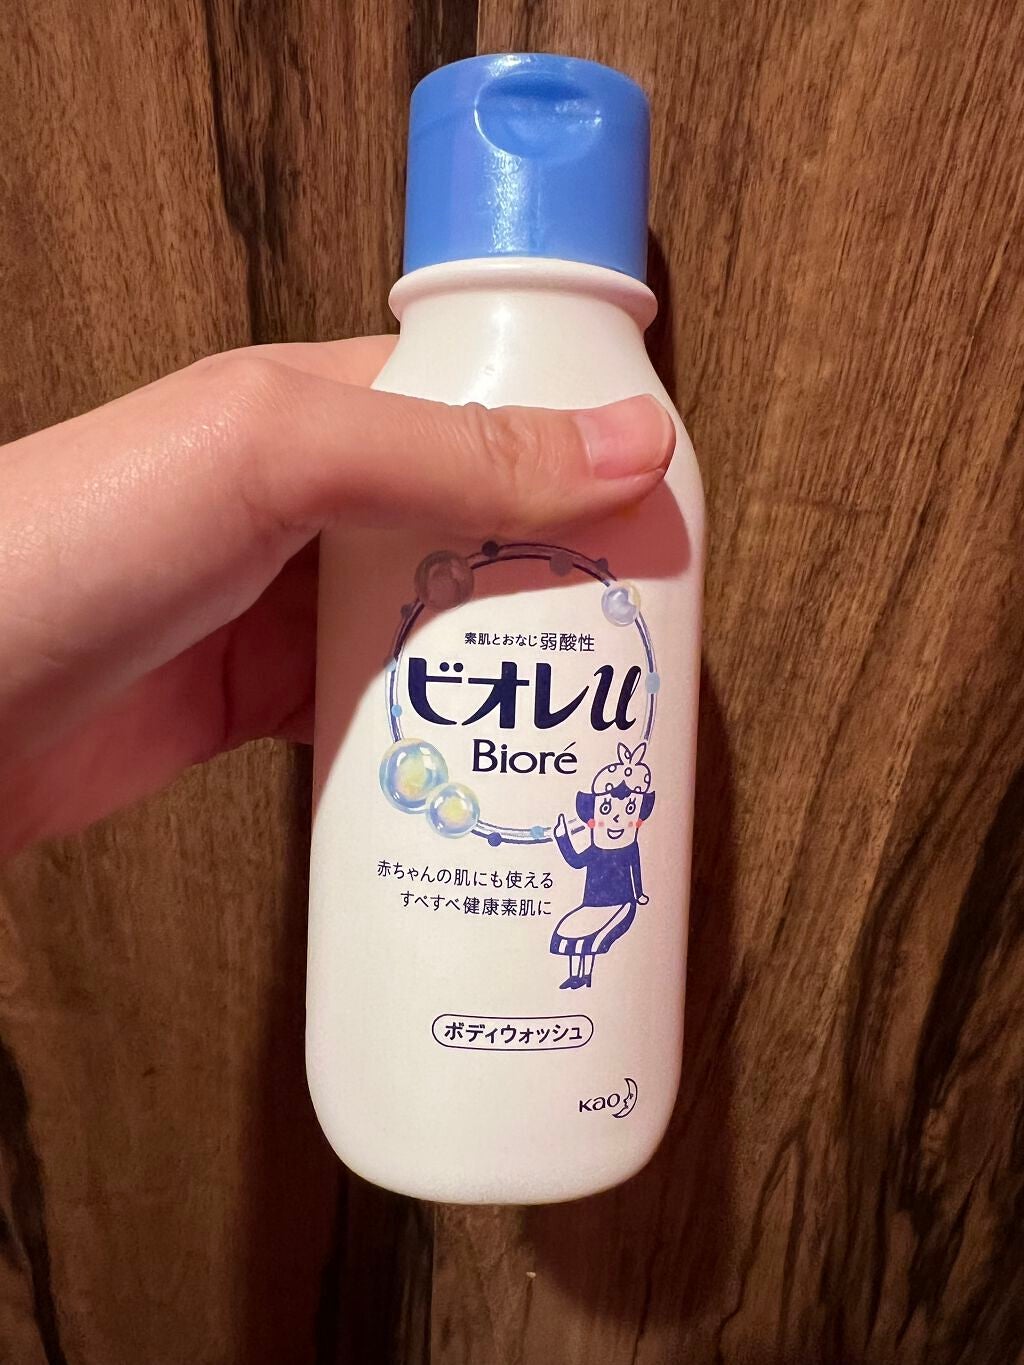 素肌とおなじ弱酸性
ビオレu
Bioré
赤ちゃんの肌にも使える
すべすべ健康素肌に
ボディウォッシュ
Kao